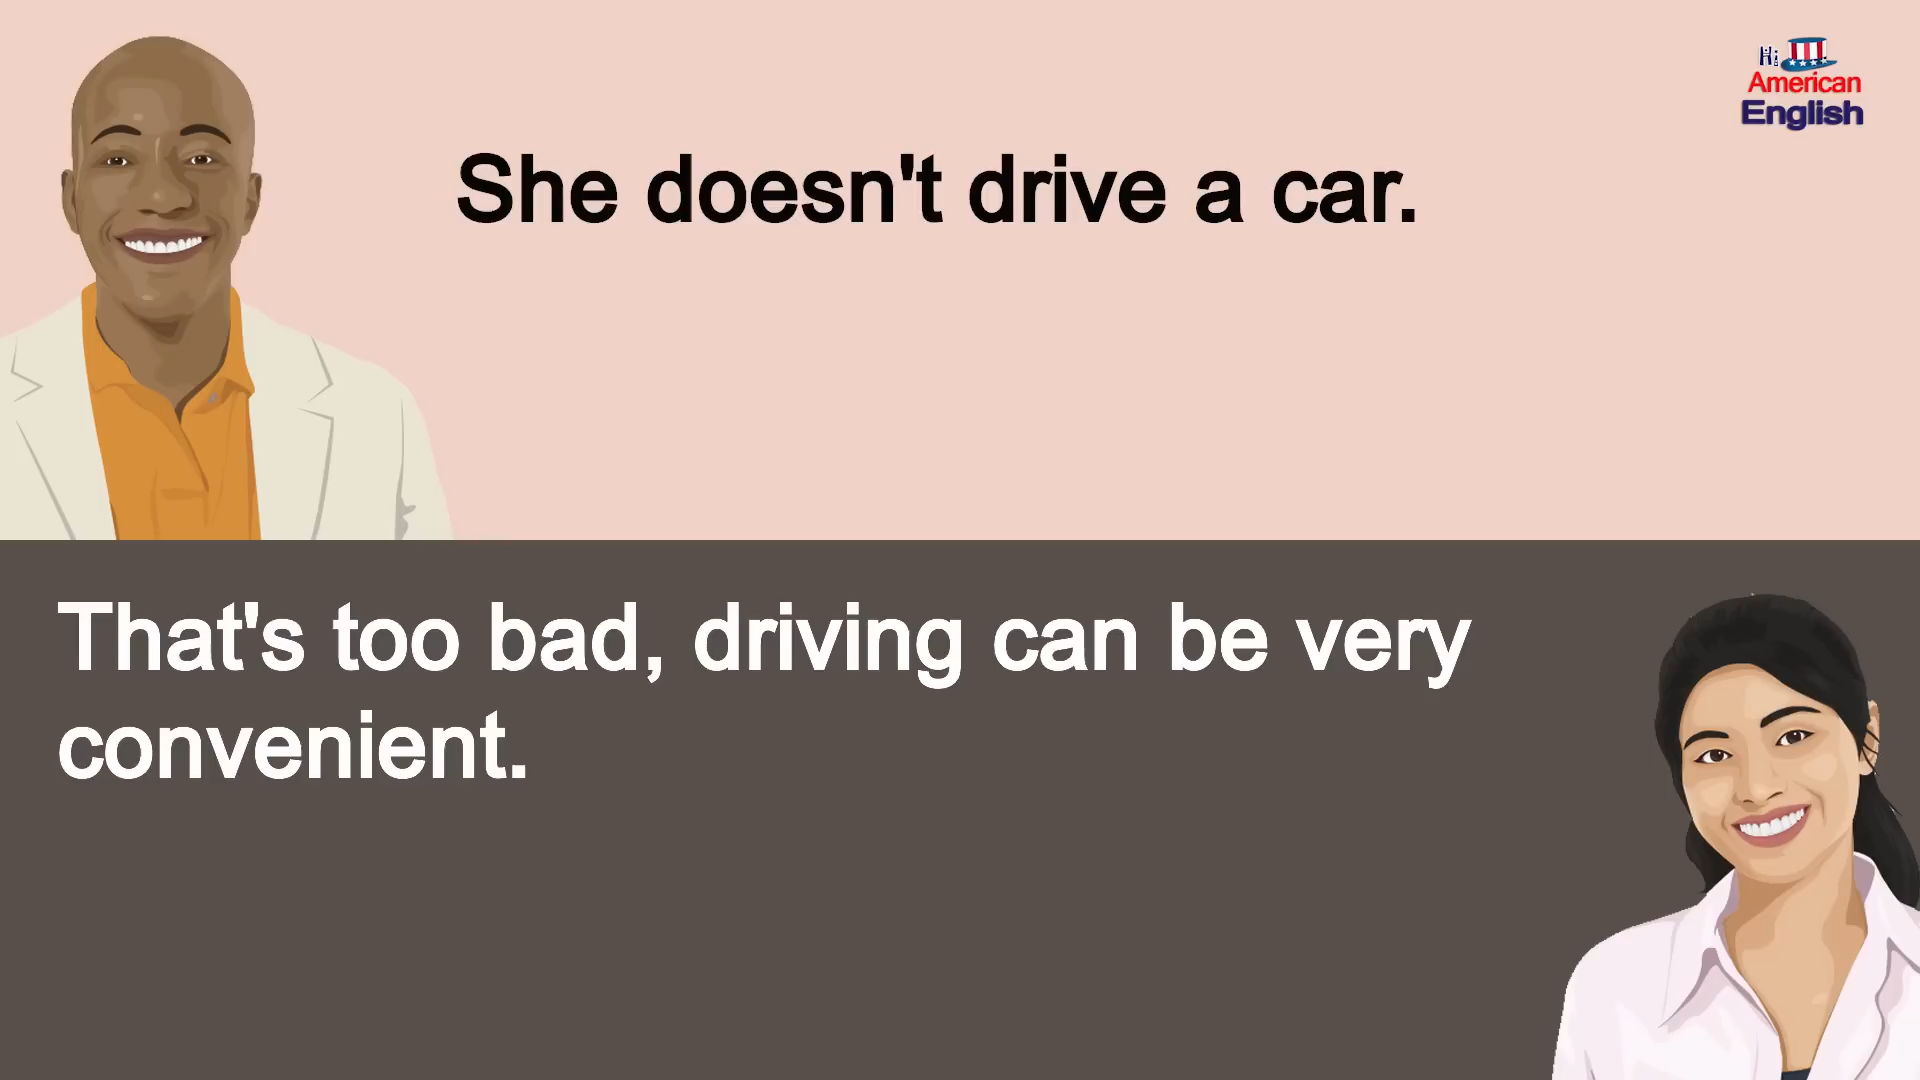 Hi
American
English
She doesn't drive a car.
That's too bad, driving can be very
convenient.